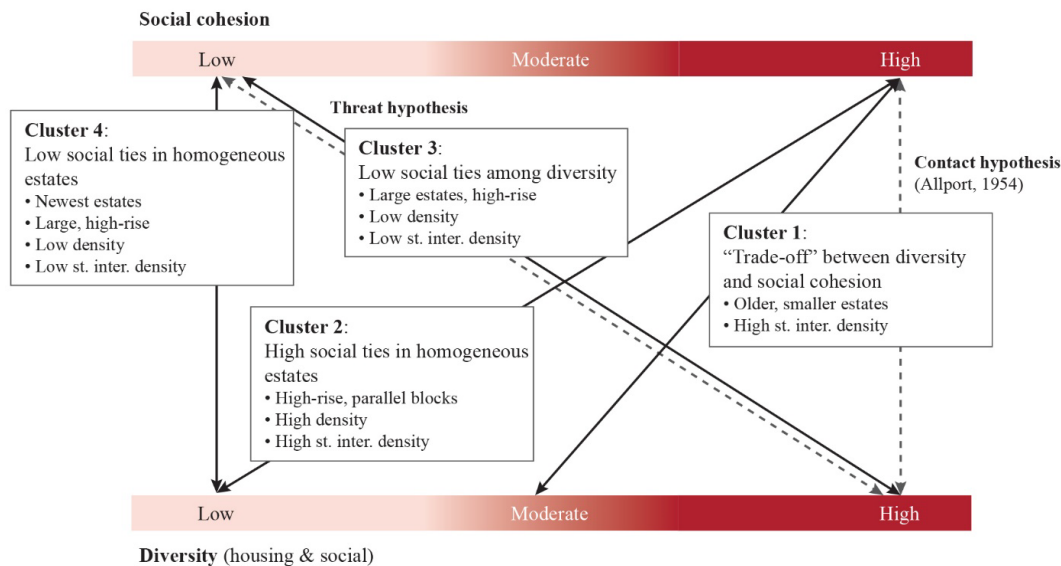 Social cohesion
Low
Moderate
High
Threat hypothesis
Cluster 4:
Low social ties in homogeneous
estates
• Newest estates
• Large, high-rise
• Low density
• Low st. inter. density
Cluster 3:
Low social ties among diversity
• Large estates, high-rise
• Low density
• Low st. inter. density
Contact hypothesis
(Allport, 1954)
Cluster 1:
“Trade-off” between diversity
and social cohesion
• Older, smaller estates
• High st. inter. density
Cluster 2:
High social ties in homogeneous
estates
• High-rise, parallel blocks
• High density
• High st. inter. density
Low
Moderate
High
Diversity (housing & social)